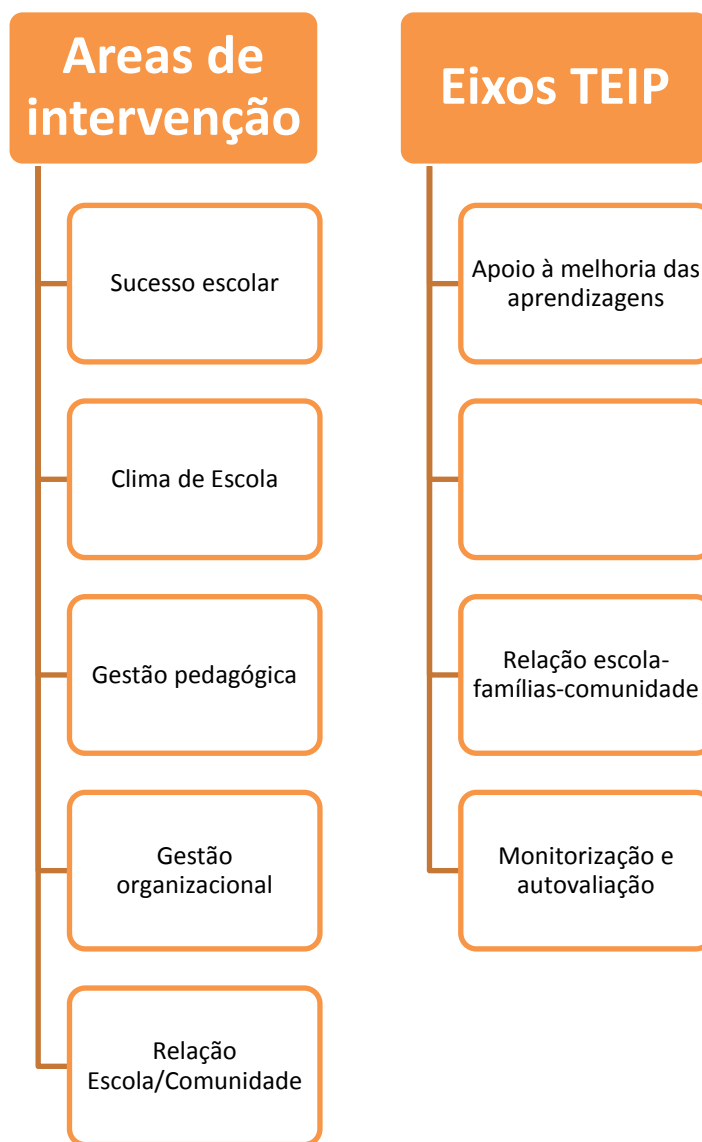 Areas de
intervenção
Sucesso escolar
Clima de Escola
Gestão pedagógica
Gestão
organizacional
Relação
Escola/Comunidade
Eixos TEIP
Apoio à melhoria das
aprendizagens
Relação escola-
famílias-comunidade
Monitorização e
autovaliação